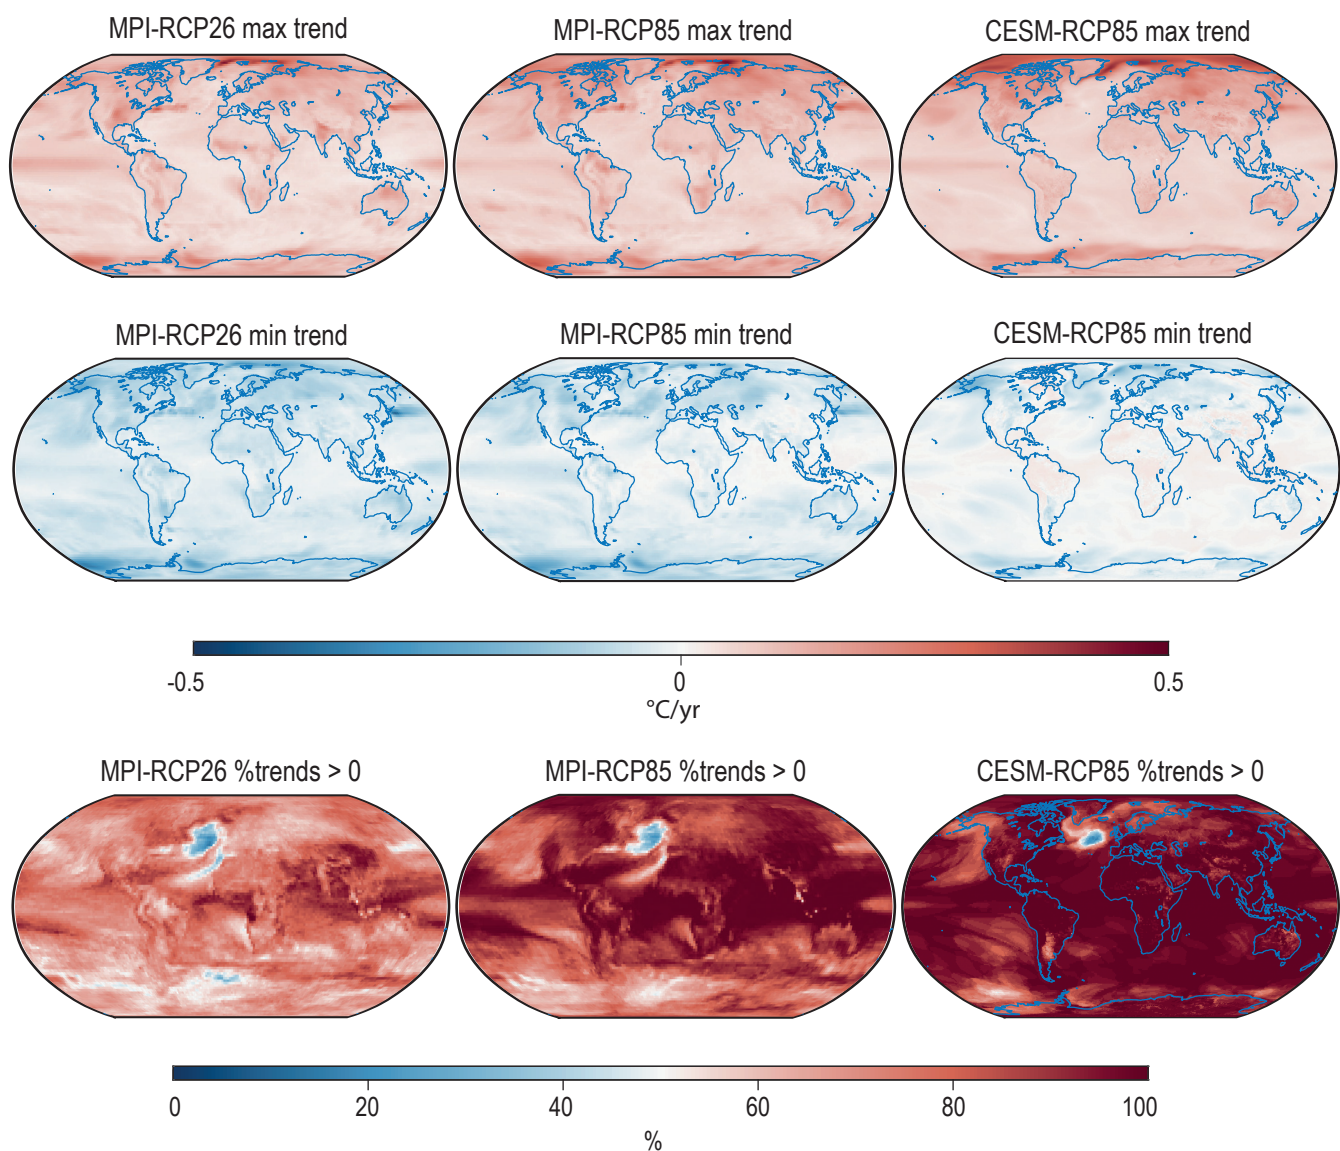 MPI-RCP26 max trend
MPI-RCP85 max trend
CESM-RCP85 max trend
MPI-RCP26 min trend
MPI-RCP85 min trend
CESM-RCP85 min trend
-0.5 0 0.5
°C/yr
MPI-RCP26 %trends > 0
MPI-RCP85 %trends > 0
CESM-RCP85 %trends > 0
0 20 40 60 80 100
%